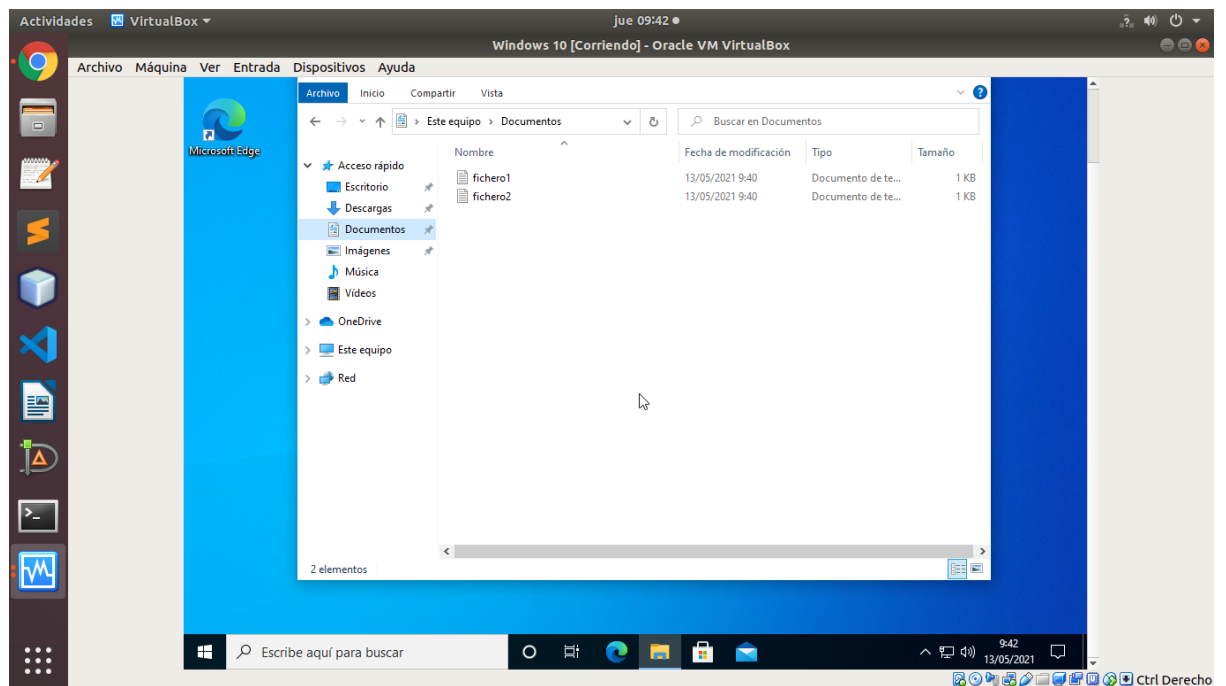 Actividades VirtualBox jue 09:42
Windows 10 [Corriendo] - Oracle VM VirtualBox
Archivo Máquina Ver Entrada Dispositivos Ayuda
Microsoft Edge
Archivo Inicio Compartir Vista
Este equipo › Documentos
Buscar en Documentos
Nombre Fecha de modificación Tipo Tamaño
fichero1 13/05/2021 9:40 Documento de te... 1 KB
fichero2 13/05/2021 9:40 Documento de te... 1 KB
Acceso rápido
Escritorio
Descargas
Documentos
Imágenes
Música
Vídeos
OneDrive
Este equipo
Red
2 elementos
Escribe aquí para buscar
9:42
13/05/2021
Ctrl Derecho